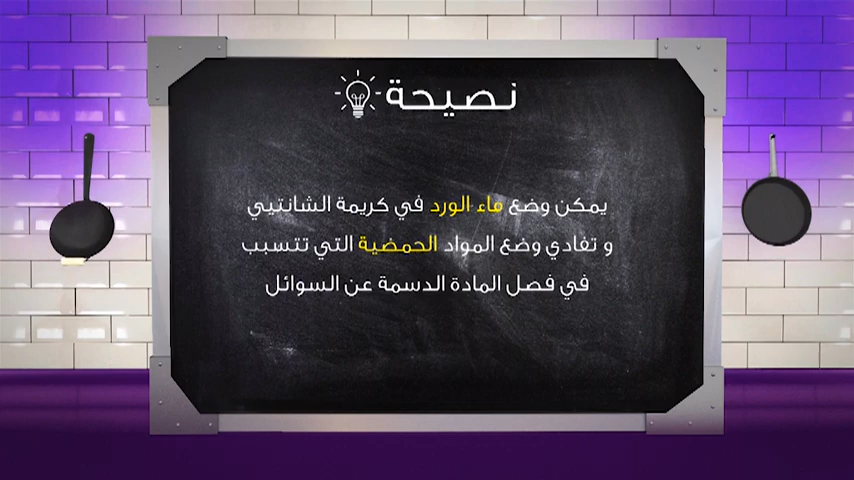 نصيحة
يمكن وضع ماء الورد في كريمة الشانتيي
و تفادي وضع المواد الحمضية التي تتسبب
في فصل المادة الدسمة عن السوائل